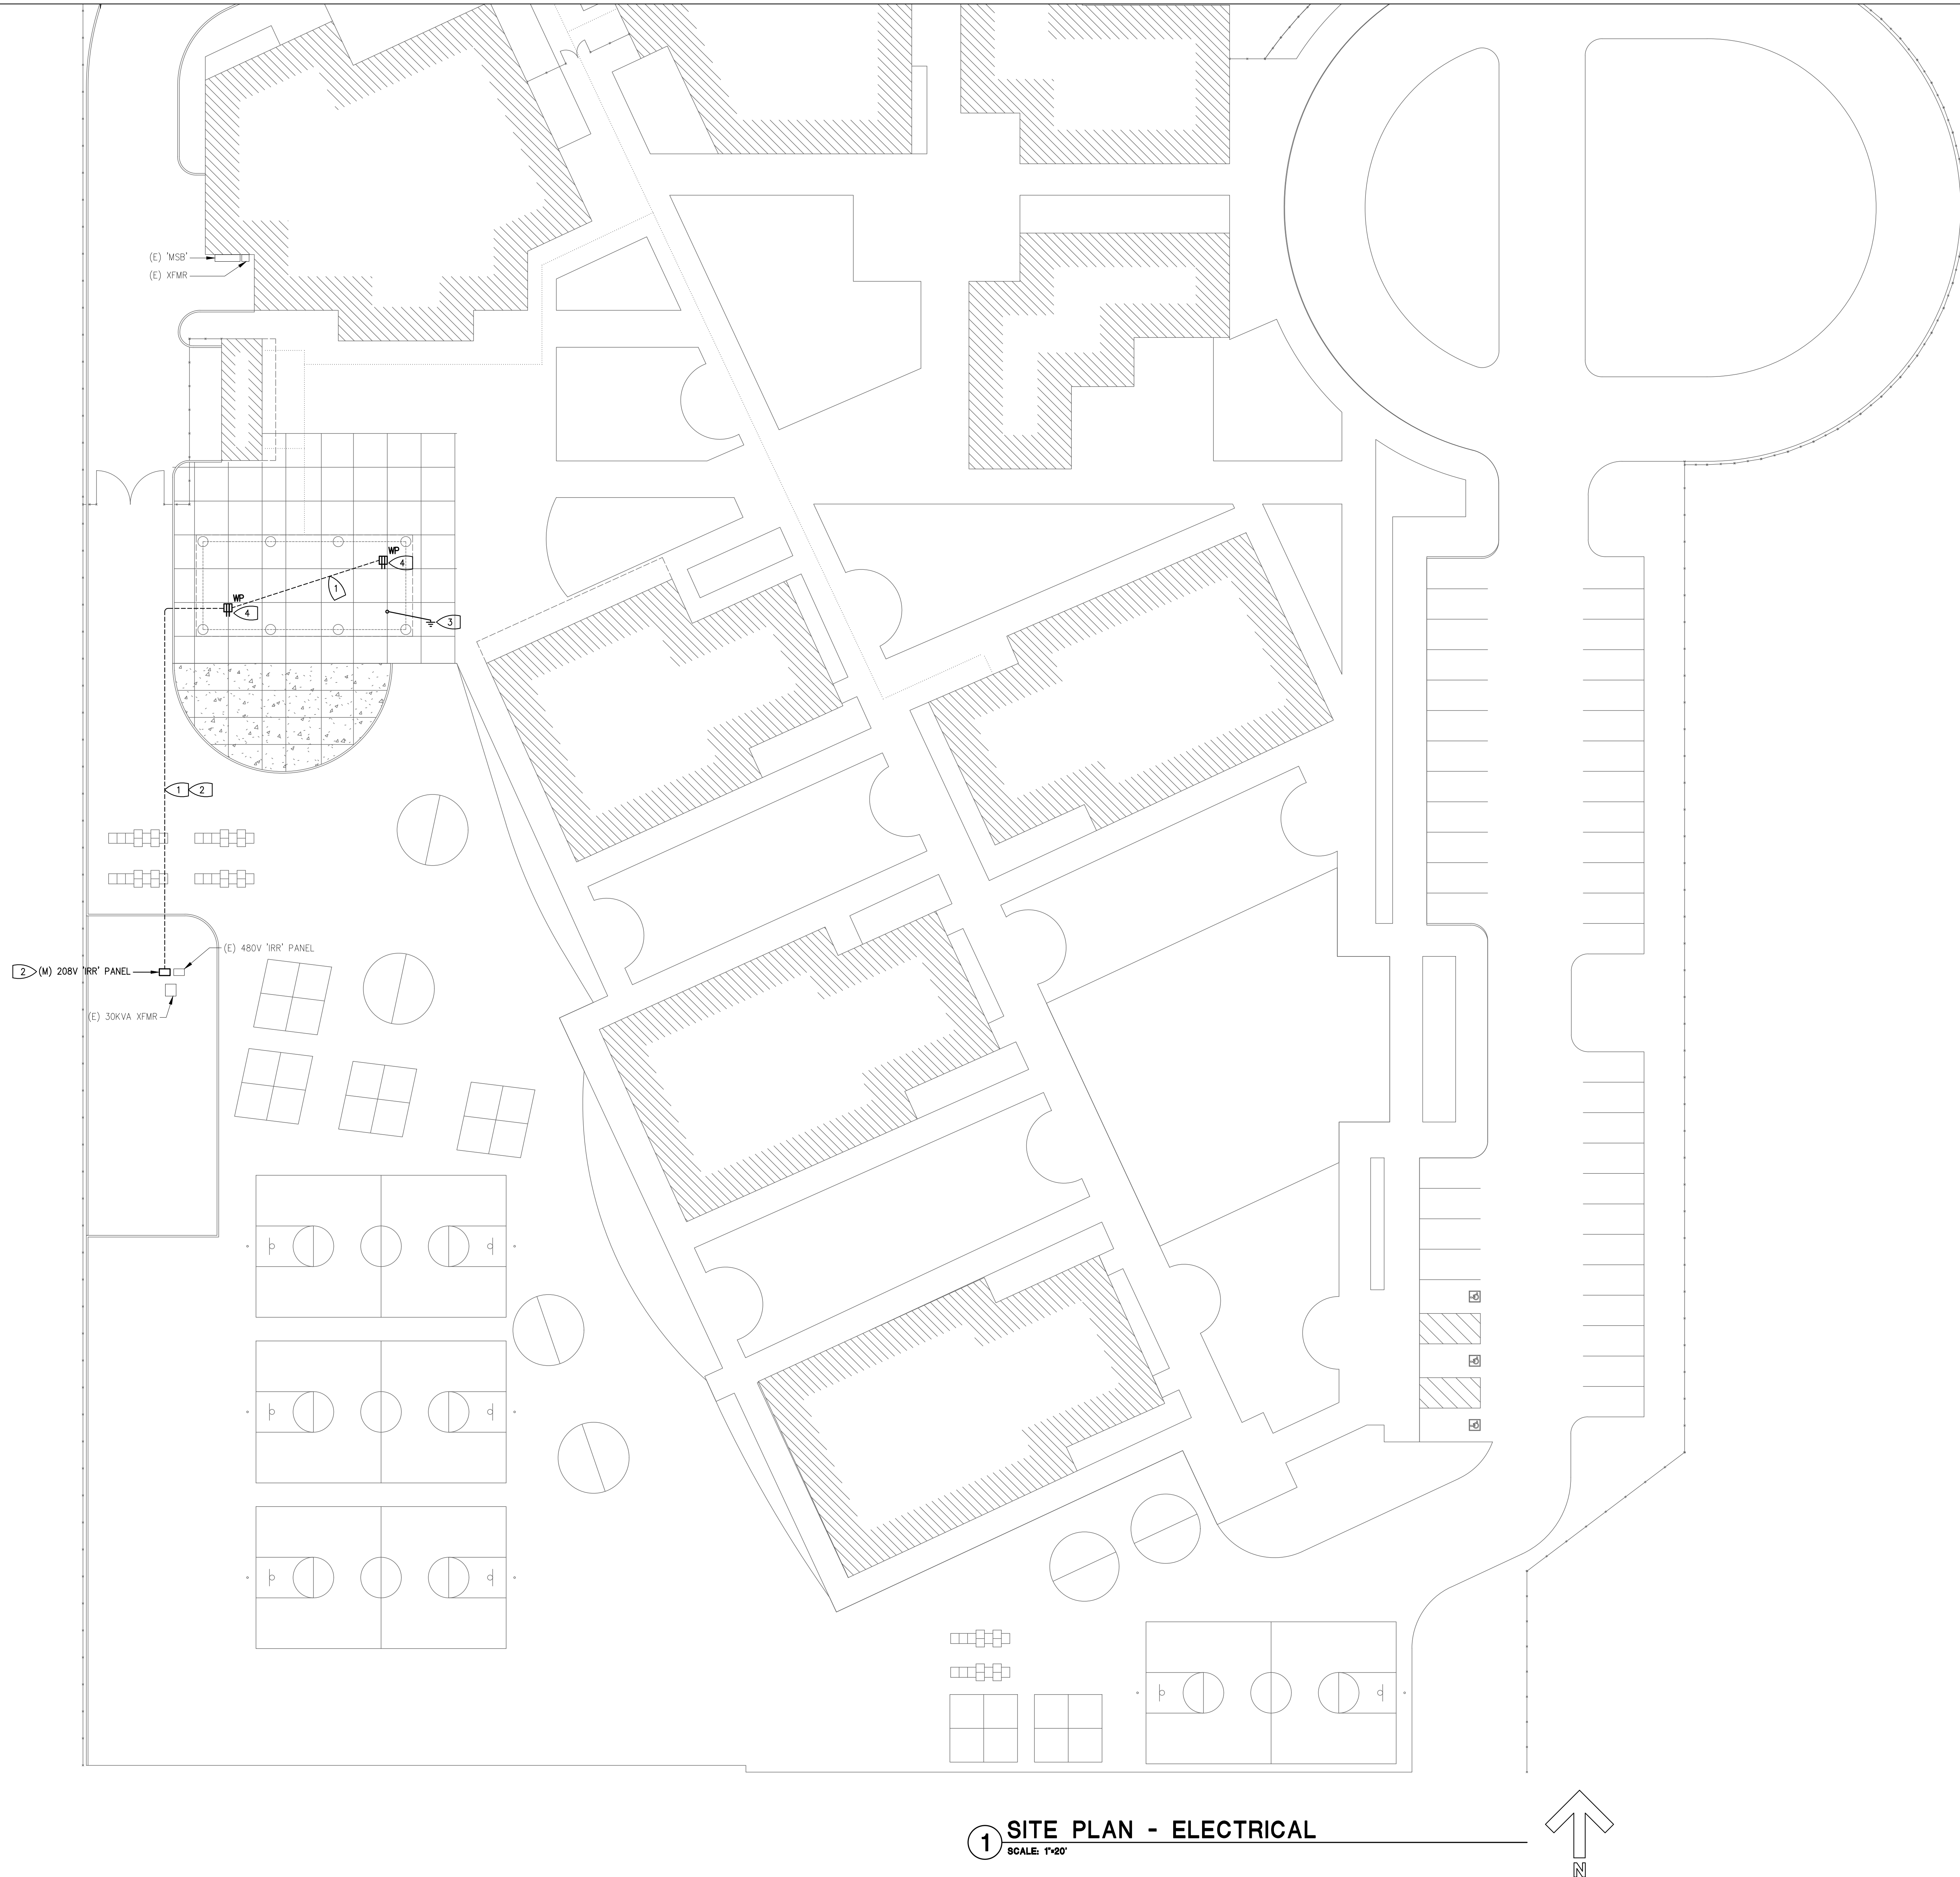 (E) 'MSB'
(E) XFMR
WP
4
1
WP
4
3
1 2
(E) 480V 'IRR' PANEL
2 (M) 208V 'IRR' PANEL
(E) 30KVA XFMR
1 SITE PLAN - ELECTRICAL
SCALE: 1"=20'
N